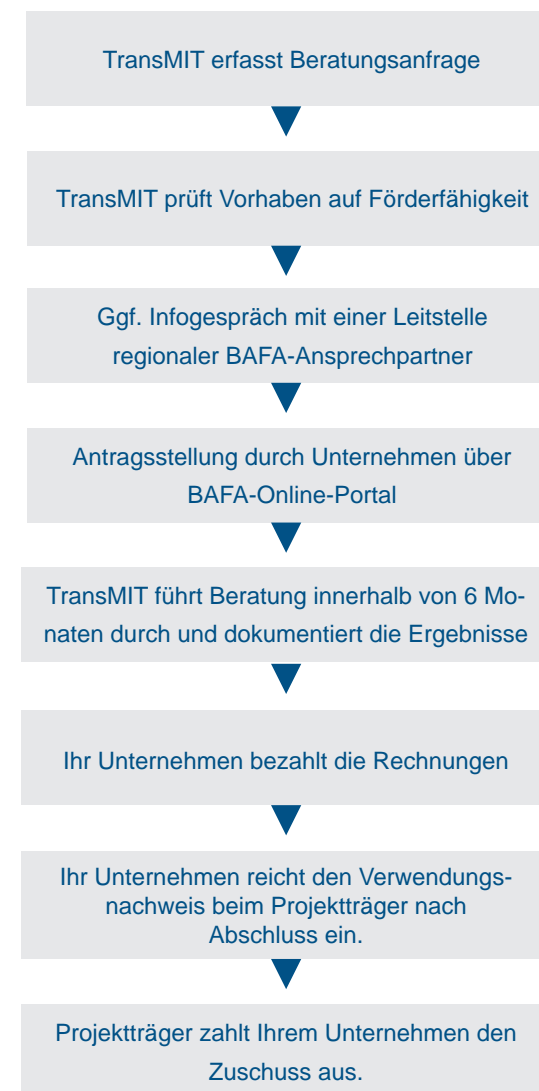 TransMIT erfasst Beratungsanfrage
TransMIT prüft Vorhaben auf Förderfähigkeit
Ggf. Infogespräch mit einer Leitstelle
regionaler BAFA-Ansprechpartner
Antragsstellung durch Unternehmen über
BAFA-Online-Portal
TransMIT führt Beratung innerhalb von 6 Mo-
naten durch und dokumentiert die Ergebnisse
Ihr Unternehmen bezahlt die Rechnungen
Ihr Unternehmen reicht den Verwendungs-
nachweis beim Projektträger nach
Abschluss ein.
Projektträger zahlt Ihrem Unternehmen den
Zuschuss aus.